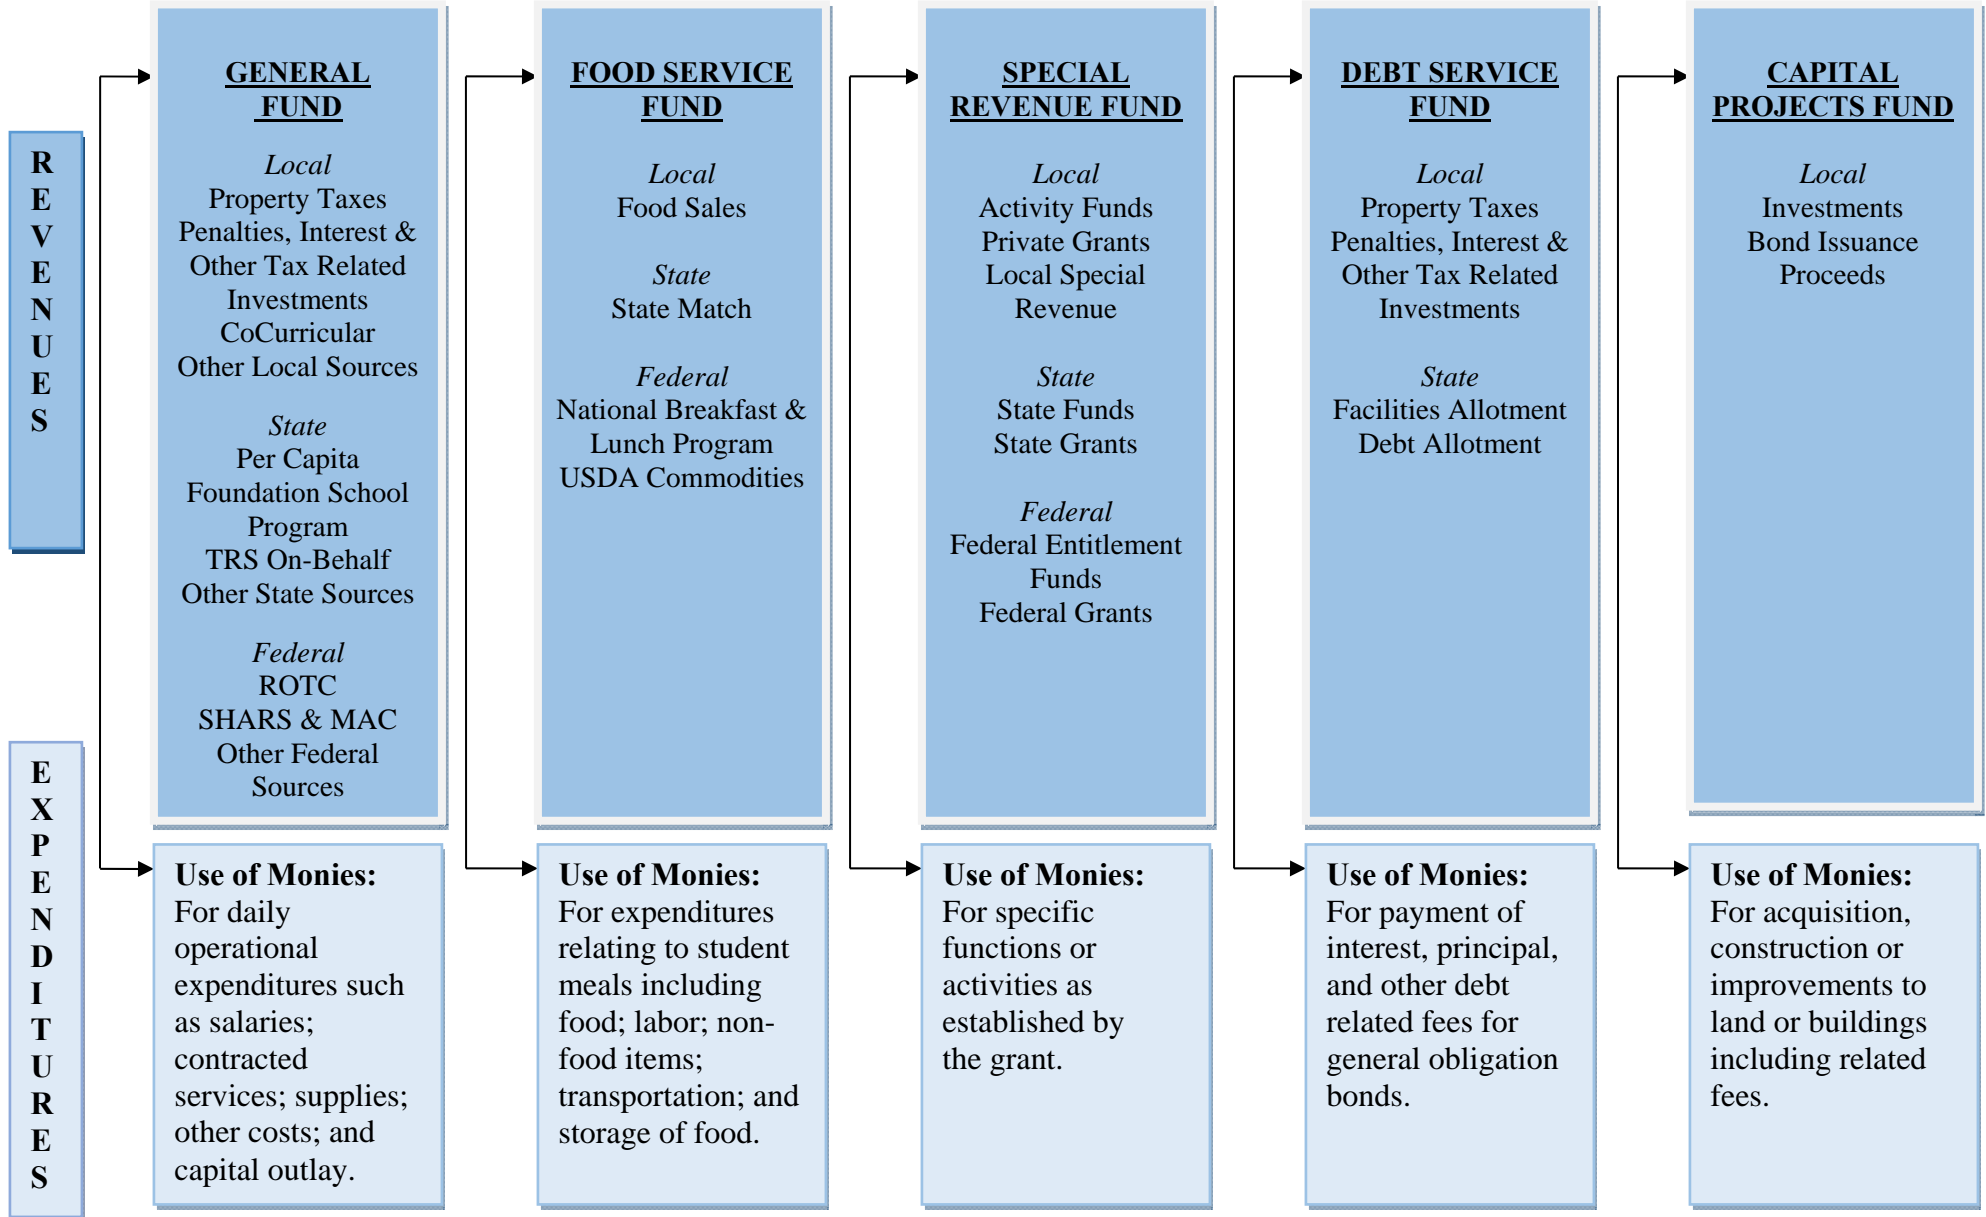 REVENUES
GENERAL
FUND
Local
Property Taxes
Penalties, Interest &
Other Tax Related
Investments
CoCurricular
Other Local Sources
State
Per Capita
Foundation School
Program
TRS On-Behalf
Other State Sources
Federal
ROTC
SHARS & MAC
Other Federal
Sources
FOOD SERVICE
FUND
Local
Food Sales
State
State Match
Federal
National Breakfast &
Lunch Program
USDA Commodities
SPECIAL
REVENUE FUND
Local
Activity Funds
Private Grants
Local Special
Revenue
State
State Funds
State Grants
Federal
Federal Entitlement
Funds
Federal Grants
DEBT SERVICE
FUND
Local
Property Taxes
Penalties, Interest &
Other Tax Related
Investments
State
Facilities Allotment
Debt Allotment
CAPITAL
PROJECTS FUND
Local
Investments
Bond Issuance
Proceeds
EXPENDITURES
Use of Monies:
For daily
operational
expenditures such
as salaries;
contracted
services; supplies;
other costs; and
capital outlay.
Use of Monies:
For expenditures
relating to student
meals including
food; labor; non-
food items;
transportation; and
storage of food.
Use of Monies:
For specific
functions or
activities as
established by
the grant.
Use of Monies:
For payment of
interest, principal,
and other debt
related fees for
general obligation
bonds.
Use of Monies:
For acquisition,
construction or
improvements to
land or buildings
including related
fees.